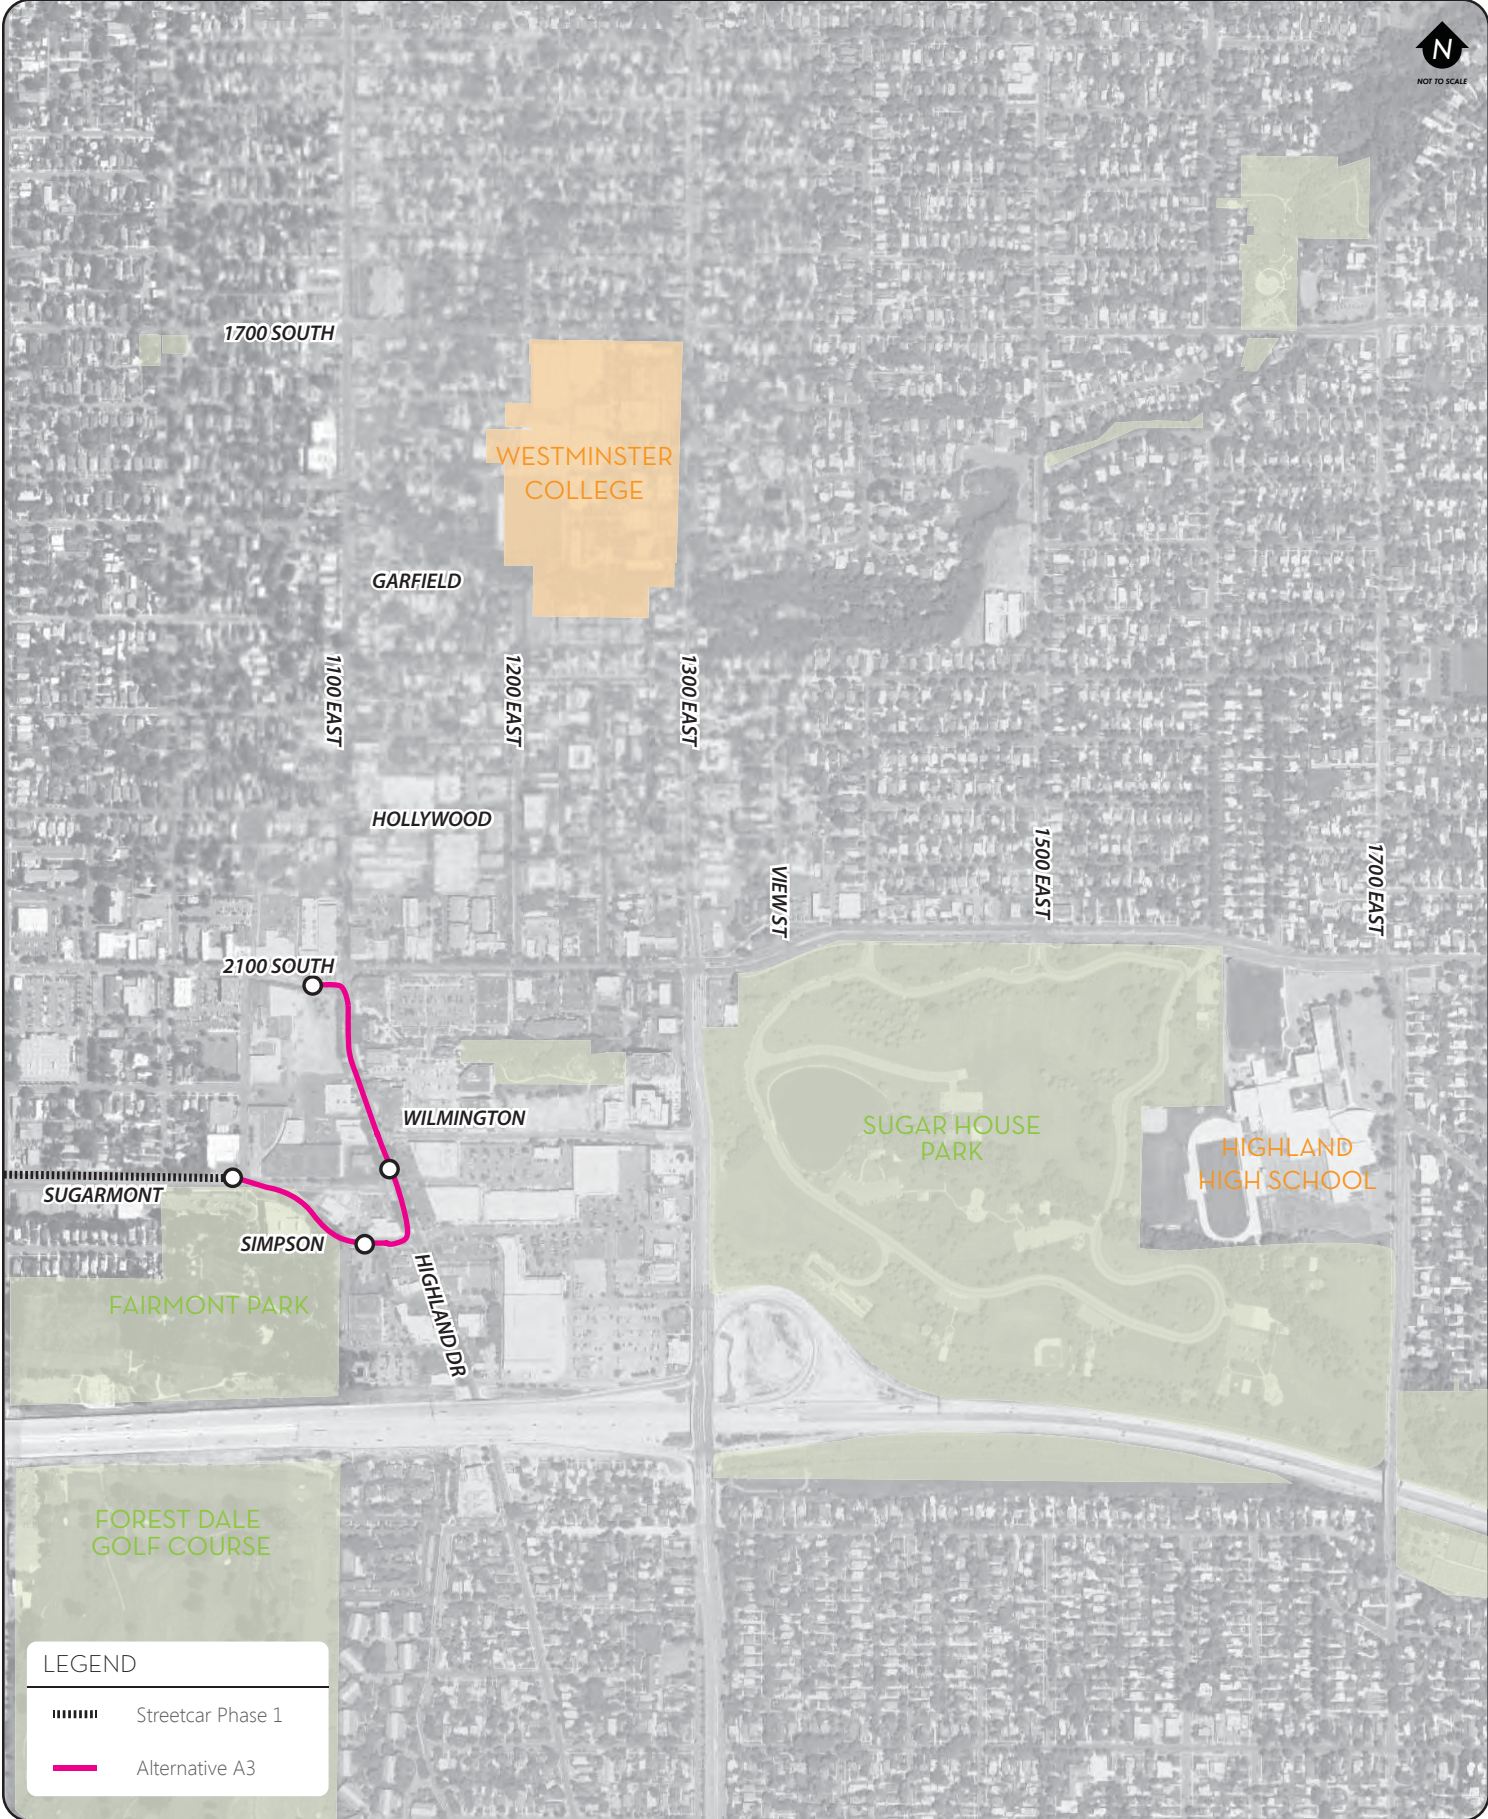 N
NOT TO SCALE
1700 SOUTH
WESTMINSTER
COLLEGE
GARFIELD
1100 EAST
1200 EAST
1300 EAST
HOLLYWOOD
VIEW ST
1500 EAST
1700 EAST
2100 SOUTH
WILMINGTON
SUGAR HOUSE
PARK
HIGHLAND
HIGH SCHOOL
SUGARMONT
SIMPSON
HIGHLAND DR
FAIRMONT PARK
FOREST DALE
GOLF COURSE
LEGEND
Streetcar Phase 1
Alternative A3